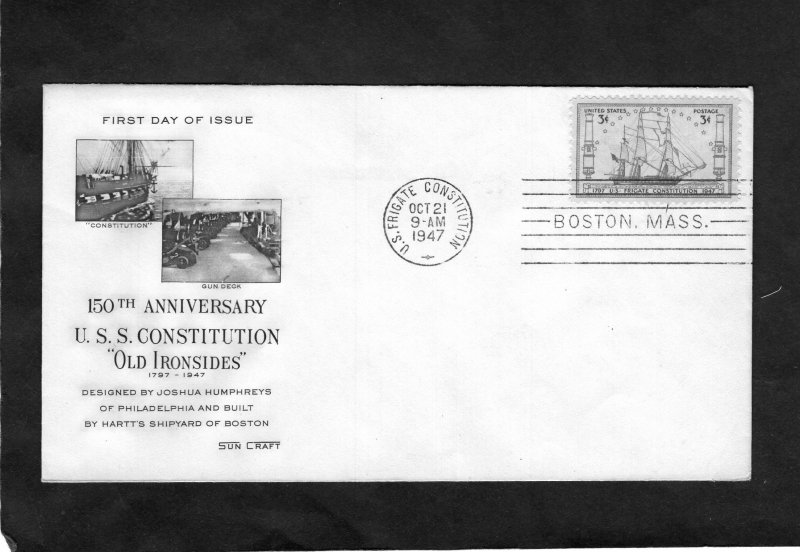 FIRST DAY OF ISSUE
"CONSTITUTION"
GUN DECK
150TH ANNIVERSARY
U. S. S. CONSTITUTION
"OLD IRONSIDES"
1797 - 1947
DESIGNED BY JOSHUA HUMPHREYS
OF PHILADELPHIA AND BUILT
BY HARTT'S SHIPYARD OF BOSTON
SUN CRAFT
U.S. FRIGATE CONSTITUTION
OCT 21
9-AM
1947
UNITED STATES POSTAGE
3¢ 3¢
1797 U.S. FRIGATE CONSTITUTION 1947
BOSTON, MASS.